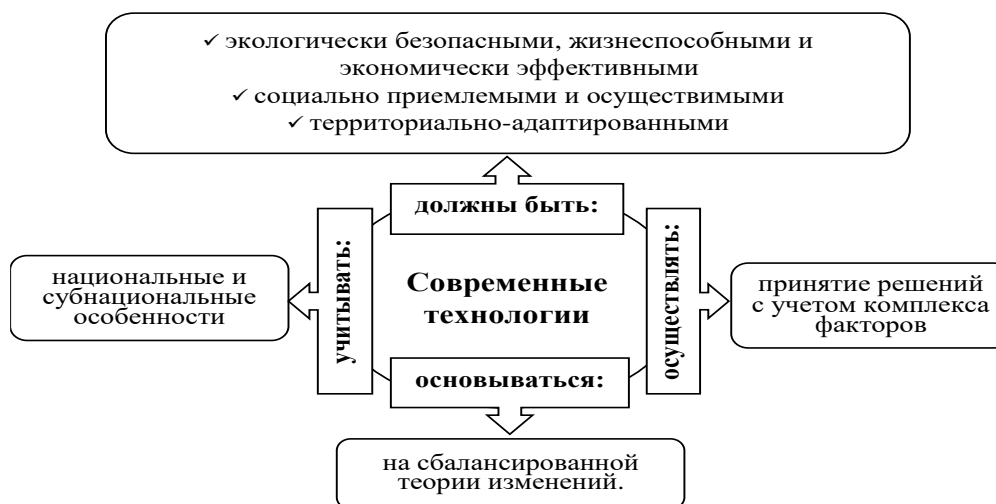 ✓ экологически безопасными, жизнеспособными и
экономически эффективными
✓ социально приемлемыми и осуществимыми
✓ территориально-адаптированными
должны быть:
учитывать:
национальные и
субнациональные
особенности
Современные
технологии
осуществлять:
принятие решений
с учетом комплекса
факторов
основываться:
на сбалансированной
теории изменений.